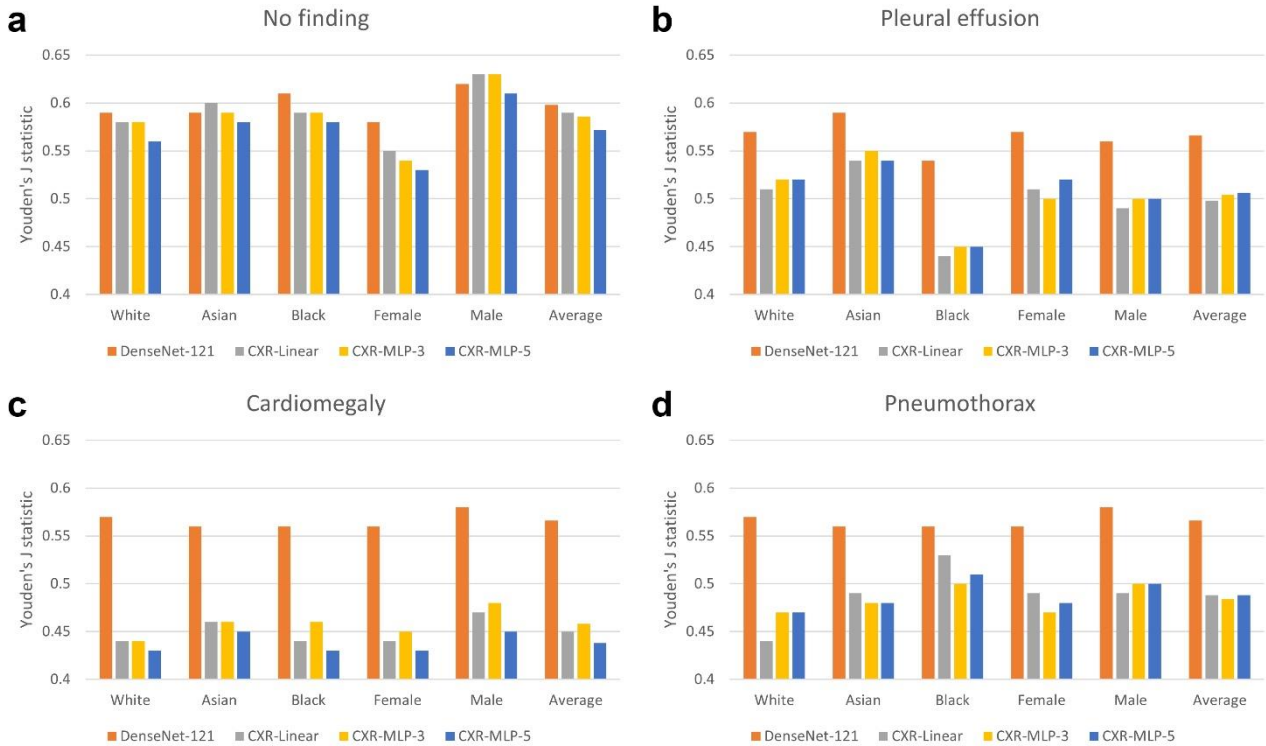 a
No finding
Youden's J statistic
0.65
0.6
0.55
0.5
0.45
0.4
White Asian Black Female Male Average
DenseNet-121 CXR-Linear CXR-MLP-3 CXR-MLP-5
b
Pleural effusion
Youden's J statistic
0.65
0.6
0.55
0.5
0.45
0.4
White Asian Black Female Male Average
DenseNet-121 CXR-Linear CXR-MLP-3 CXR-MLP-5
c
Cardiomegaly
Youden's J statistic
0.65
0.6
0.55
0.5
0.45
0.4
White Asian Black Female Male Average
DenseNet-121 CXR-Linear CXR-MLP-3 CXR-MLP-5
d
Pneumothorax
Youden's J statistic
0.65
0.6
0.55
0.5
0.45
0.4
White Asian Black Female Male Average
DenseNet-121 CXR-Linear CXR-MLP-3 CXR-MLP-5